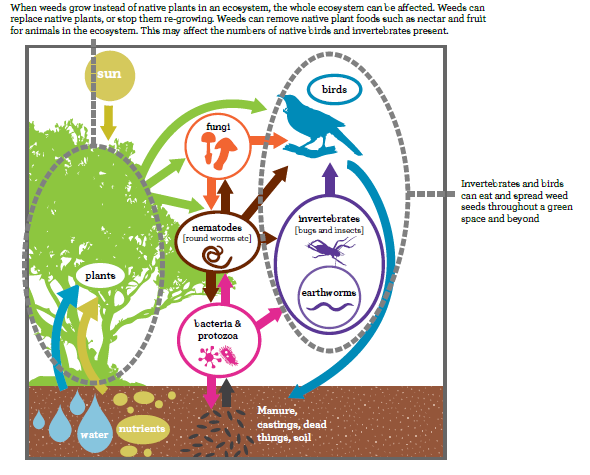 When weeds grow instead of native plants in an ecosystem, the whole ecosystem can be affected. Weeds can
replace native plants, or stop them re-growing. Weeds can remove native plant foods such as nectar and fruit
for animals in the ecosystem. This may affect the numbers of native birds and invertebrates present.
sun
birds
fungi
Invertebrates and birds
can eat and spread weed
seeds throughout a green
space and beyond
nematodes
[round worms etc]
invertebrates
[bugs and insects]
plants
earthworms
bacteria &
protozoa
water
nutrients
Manure,
castings, dead
things, soil